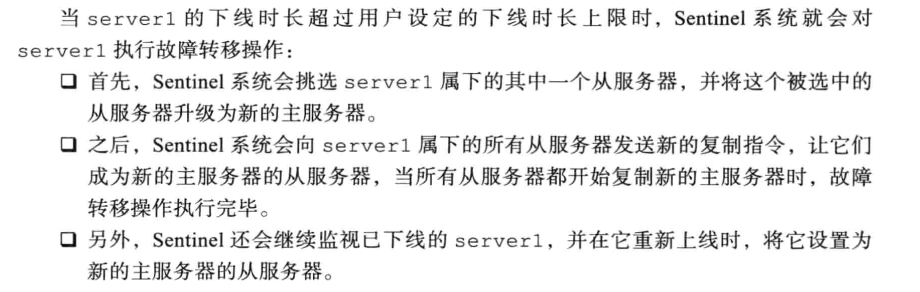 当 server1 的下线时长超过用户设定的下线时长上限时，Sentinel 系统就会对
server1 执行故障转移操作：
❑ 首先，Sentinel 系统会挑选 server1 属下的其中一个从服务器，并将这个被选中的
从服务器升级为新的主服务器。
❑ 之后，Sentinel 系统会向 server1 属下的所有从服务器发送新的复制指令，让它们
成为新的主服务器的从服务器，当所有从服务器都开始复制新的主服务器时，故障
转移操作执行完毕。
❑ 另外，Sentinel 还会继续监视已下线的 server1，并在它重新上线时，将它设置为
新的主服务器的从服务器。